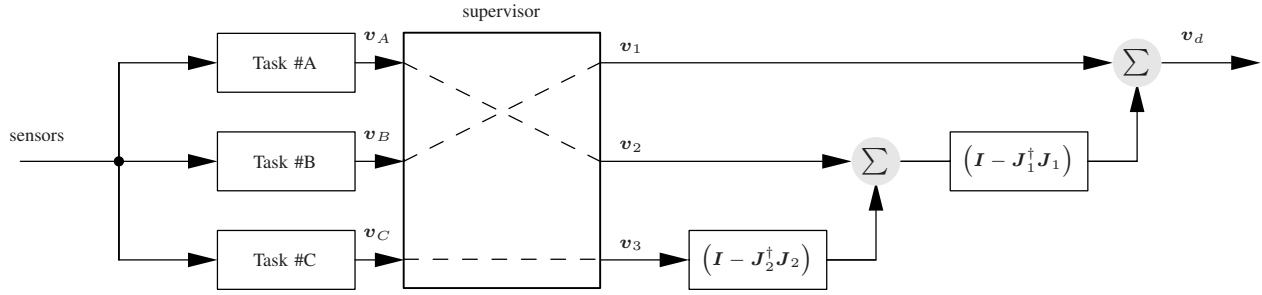 supervisor
sensors
Task #A
Task #B
Task #C
v_A
v_B
v_C
v_1
v_2
v_3
(I − J_2^† J_2)
∑
(I − J_1^† J_1)
∑
v_d